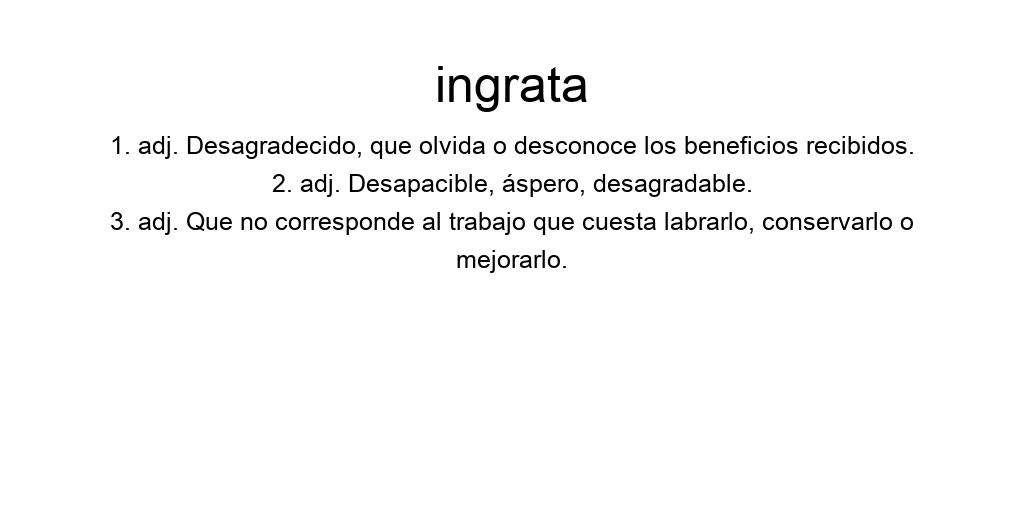 ingrata
1. adj. Desagradecido, que olvida o desconoce los beneficios recibidos.
2. adj. Desapacible, áspero, desagradable.
3. adj. Que no corresponde al trabajo que cuesta labrarlo, conservarlo o
mejorarlo.